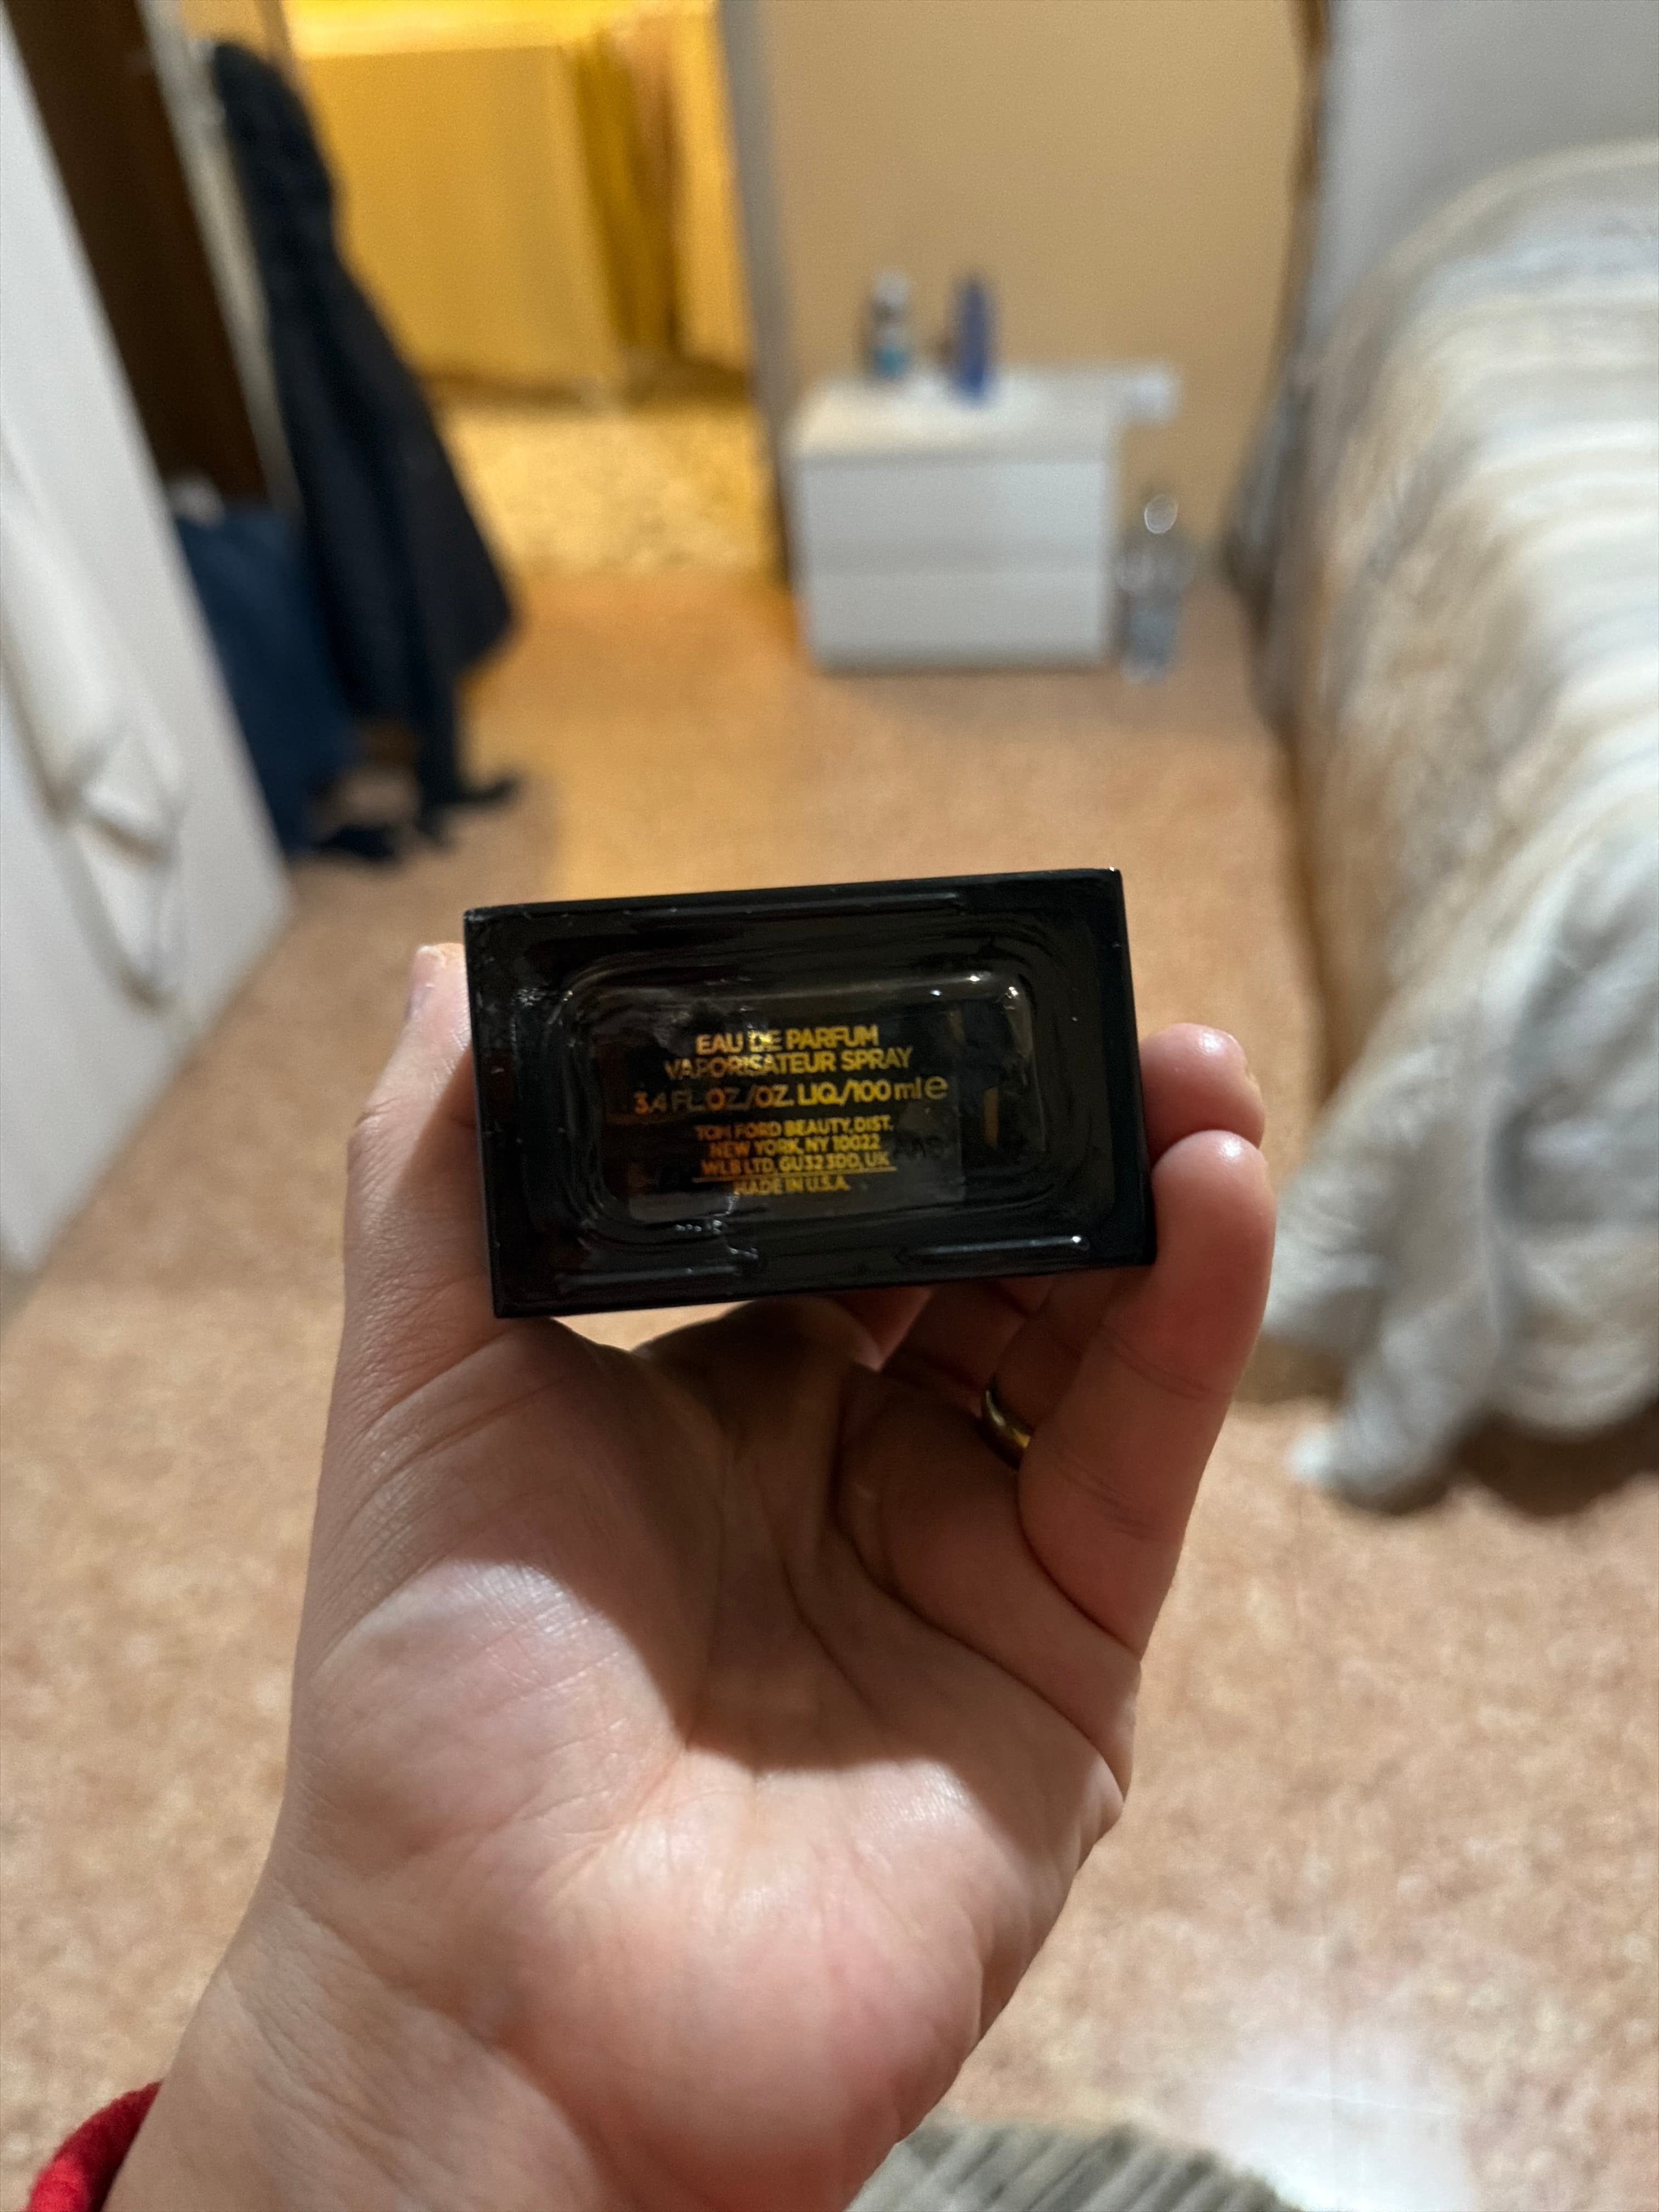 EAU DE PARFUM
VAPORISATEUR SPRAY
3.4 FL.OZ./OZ. LIQ./100 ml e
TOM FORD BEAUTY, DIST.
NEW YORK, NY 10022
WLB LTD, GU32 3DD, UK
MADE IN U.S.A.